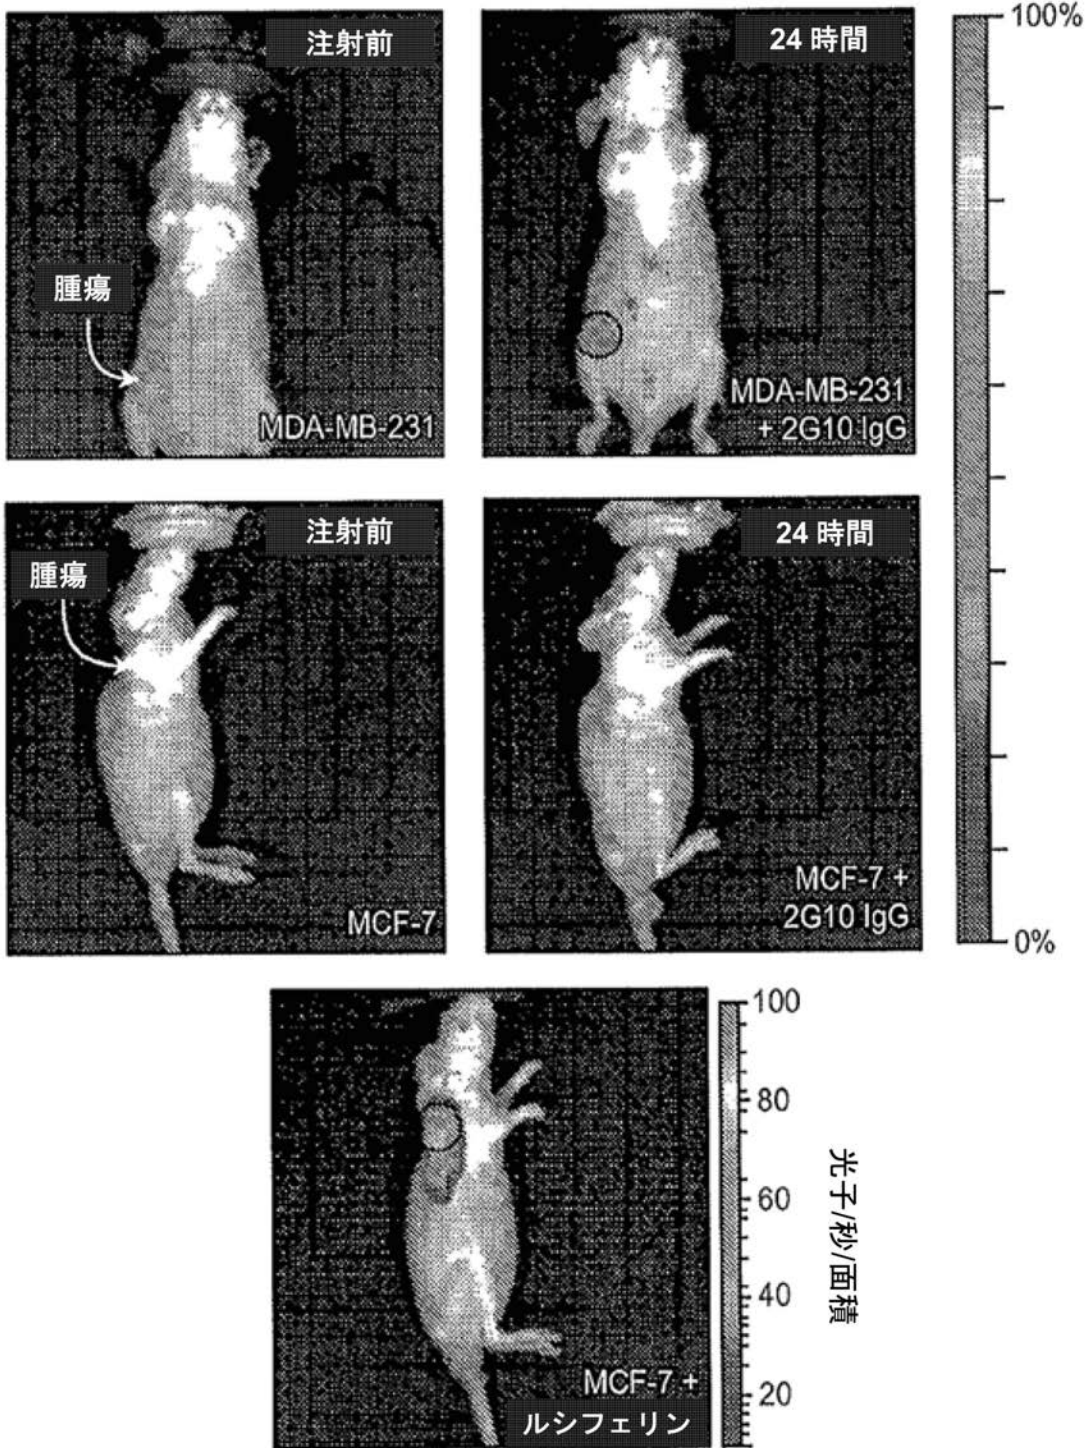 注射前
腫瘍
MDA-MB-231
24 時間
MDA-MB-231
+ 2G10 IgG
100%
注射前
腫瘍
MCF-7
24 時間
MCF-7 +
2G10 IgG
0%
MCF-7 +
ルシフェリン
100
80
60
40
20
光子/秒/面積